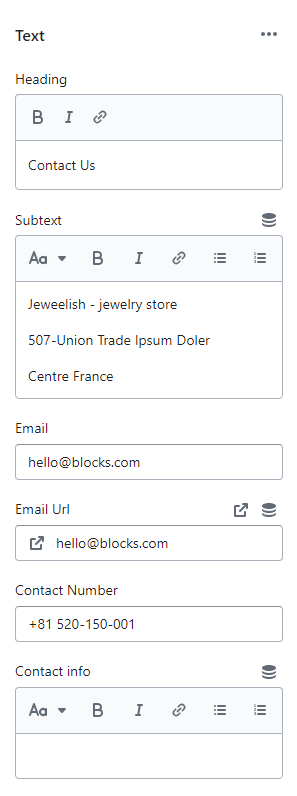 Text
Heading
B I
Contact Us
Subtext
Aa B I
Jeweelish - jewelry store
507-Union Trade Ipsum Doler
Centre France
Email
hello@blocks.com
Email Url
hello@blocks.com
Contact Number
+81 520-150-001
Contact info
Aa B I